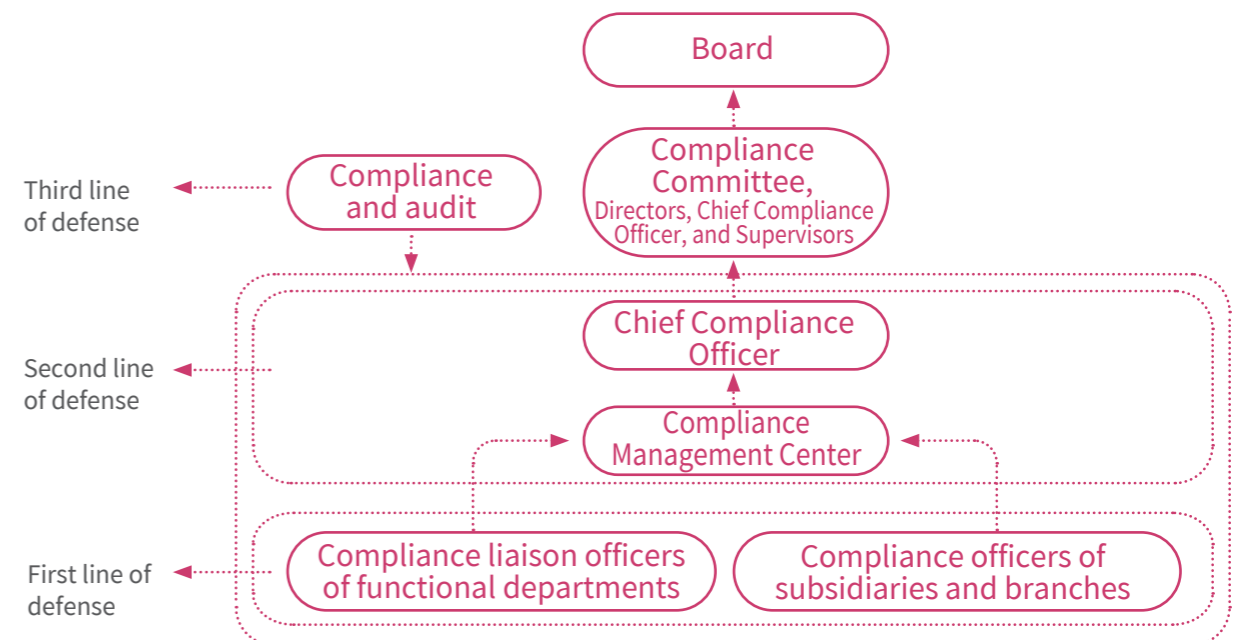 Board
Compliance
Committee,
Directors, Chief Compliance
Officer, and Supervisors
Third line
of defense
Compliance
and audit
Second line
of defense
Chief Compliance
Officer
Compliance
Management Center
First line of
defense
Compliance liaison officers
of functional departments
Compliance officers of
subsidiaries and branches